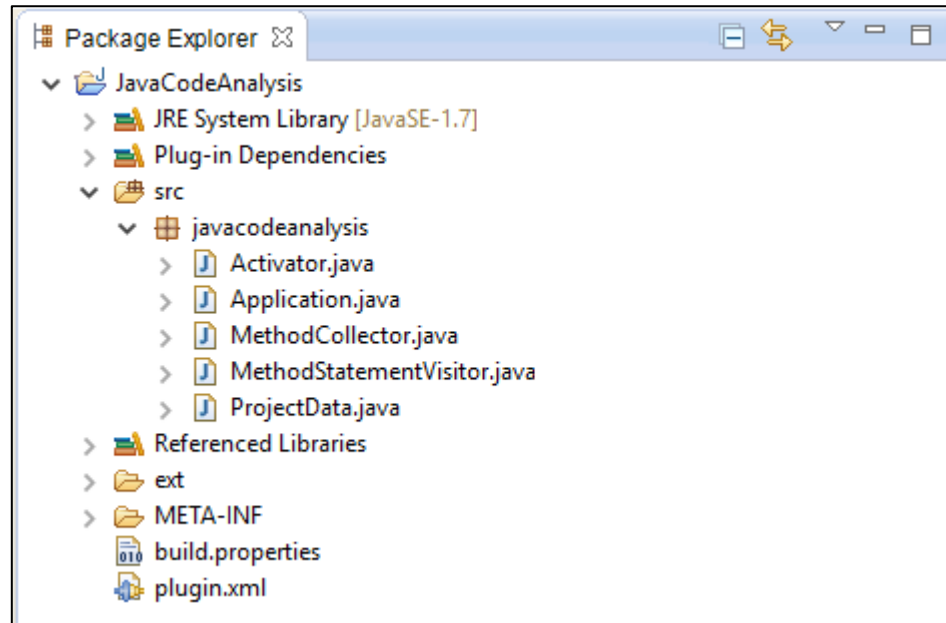 Package Explorer
JavaCodeAnalysis
JRE System Library [JavaSE-1.7]
Plug-in Dependencies
src
javacodeanalysis
Activator.java
Application.java
MethodCollector.java
MethodStatementVisitor.java
ProjectData.java
Referenced Libraries
ext
META-INF
build.properties
plugin.xml